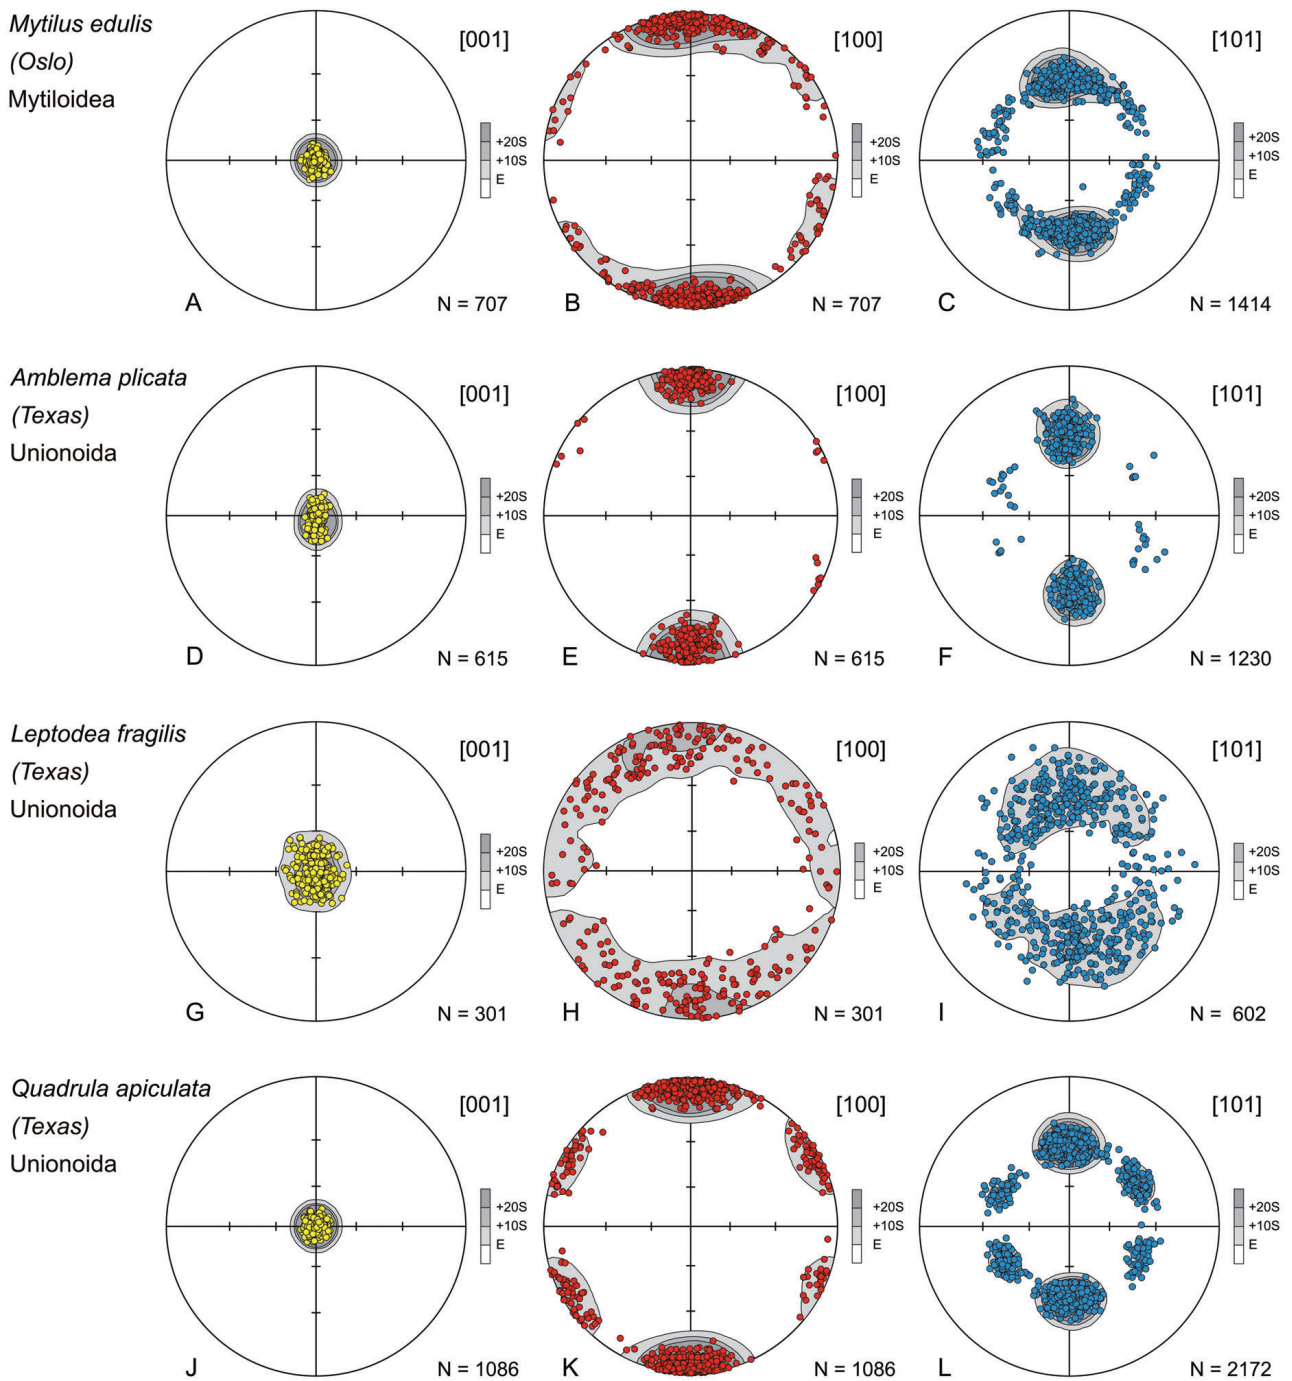 Mytilus edulis
(Oslo)
Mytiloidea
[001]
+20S
+10S
E
A
N = 707
[100]
+20S
+10S
E
B
N = 707
[101]
+20S
+10S
E
C
N = 1414
Amblema plicata
(Texas)
Unionoida
[001]
+20S
+10S
E
D
N = 615
[100]
+20S
+10S
E
E
N = 615
[101]
+20S
+10S
E
F
N = 1230
Leptodea fragilis
(Texas)
Unionoida
[001]
+20S
+10S
E
G
N = 301
[100]
+20S
+10S
E
H
N = 301
[101]
+20S
+10S
E
I
N = 602
Quadrula apiculata
(Texas)
Unionoida
[001]
+20S
+10S
E
J
N = 1086
[100]
+20S
+10S
E
K
N = 1086
[101]
+20S
+10S
E
L
N = 2172